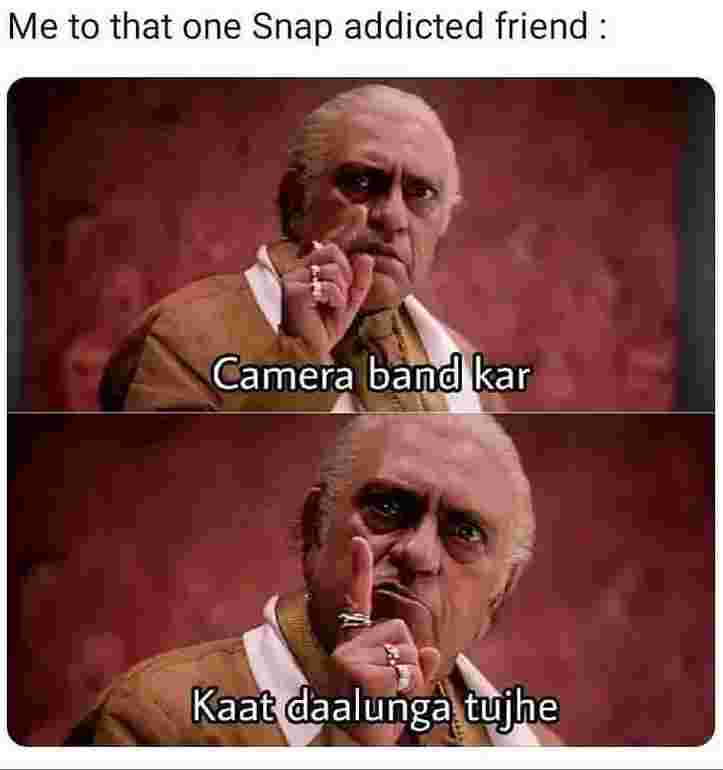 Me to that one Snap addicted friend :
Camera band kar
Kaat daalunga tujhe